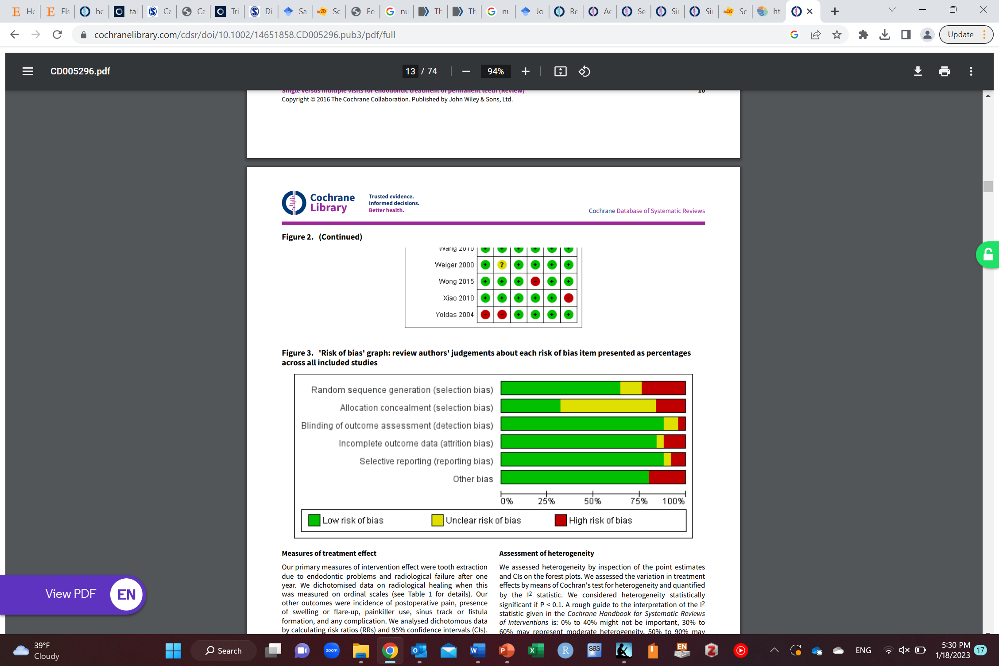 Hc
Els
hc
tal
Ca
Ca
Tri
Di
Sa
Sc
Fo
nu
Th
Th
nu
Jo
Re
Ac
Se
Sin
Sin
Sc
ht
cochranelibrary.com/cdsr/doi/10.1002/14651858.CD005296.pub3/pdf/full
Update
CD005296.pdf
13 / 74
94%
Single versus multiple visits for endodontic treatment of permanent teeth (Review)
10
Copyright © 2016 The Cochrane Collaboration. Published by John Wiley & Sons, Ltd.
Cochrane
Library
Trusted evidence.
Informed decisions.
Better health.
Cochrane Database of Systematic Reviews
Figure 2. (Continued)
Wang 2010 + + + + + +
Weiger 2000 + ? + + + +
Wong 2015 + + + - + +
Xiao 2010 + + + + + -
Yoldas 2004 - - + + + +
Figure 3. 'Risk of bias' graph: review authors' judgements about each risk of bias item presented as percentages
across all included studies
Random sequence generation (selection bias)
Allocation concealment (selection bias)
Blinding of outcome assessment (detection bias)
Incomplete outcome data (attrition bias)
Selective reporting (reporting bias)
Other bias
0% 25% 50% 75% 100%
Low risk of bias
Unclear risk of bias
High risk of bias
Measures of treatment effect
Our primary measures of intervention effect were tooth extraction
due to endodontic problems and radiological failure after one
year. We dichotomised data on radiological healing when this
was measured on ordinal scales (see Table 1 for details). Our
other outcomes were incidence of postoperative pain, presence
of swelling or flare-up, painkiller use, sinus track or fistula
formation, and any complication. We analysed dichotomous data
by calculating risk ratios (RRs) and 95% confidence intervals (CIs).
Assessment of heterogeneity
We assessed heterogeneity by inspection of the point estimates
and CIs on the forest plots. We assessed the variation in treatment
effects by means of Cochran's test for heterogeneity and quantified
by the I2 statistic. We considered heterogeneity statistically
significant if P < 0.1. A rough guide to the interpretation of the I2
statistic given in the Cochrane Handbook for Systematic Reviews
of Interventions is: 0% to 40% might not be important, 30% to
60% may represent moderate heterogeneity, 50% to 90% may
View PDF
EN
39°F
Cloudy
Search
zoom
sas
EN
ENG
5:30 PM
1/18/2023
17